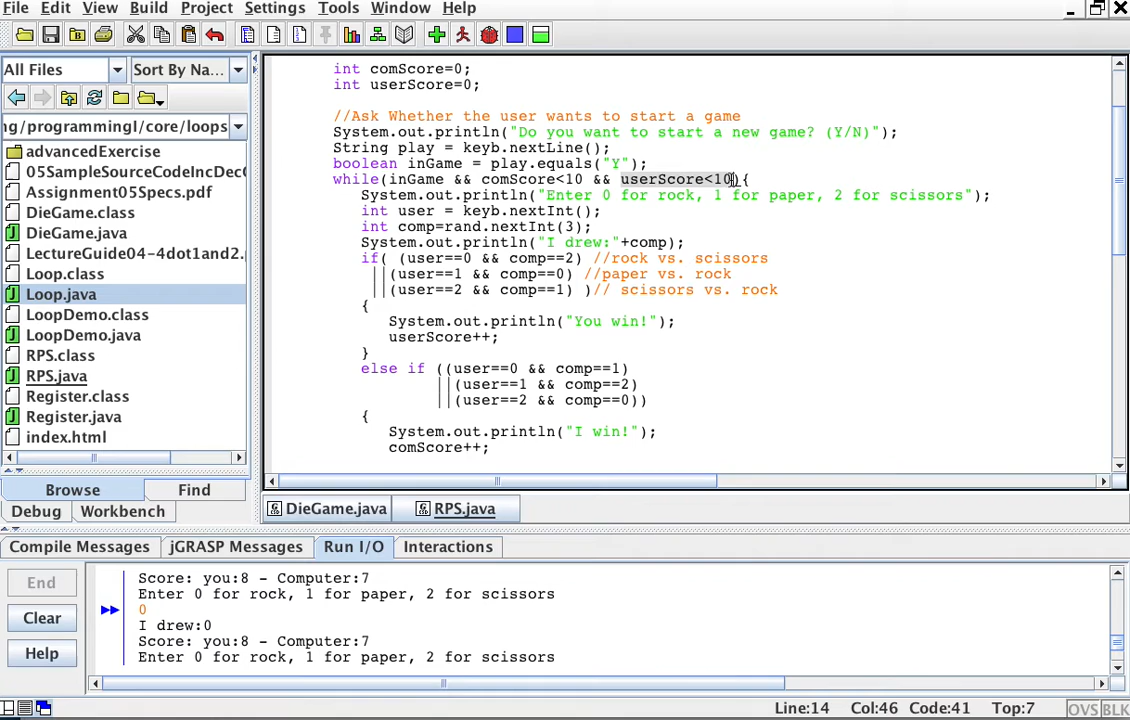 File Edit View Build Project Settings Tools Window Help
All Files Sort By Na...
ng/programmingI/core/loops
advancedExercise
05SampleSourceCodeIncDec
Assignment05Specs.pdf
DieGame.class
DieGame.java
LectureGuide04-4dot1and2.
Loop.class
Loop.java
LoopDemo.class
LoopDemo.java
RPS.class
RPS.java
Register.class
Register.java
index.html
Browse Find
Debug Workbench
int comScore=0;
int userScore=0;
//Ask Whether the user wants to start a game
System.out.println("Do you want to start a new game? (Y/N)");
String play = keyb.nextLine();
boolean inGame = play.equals("Y");
while(inGame && comScore<10 && userScore<10){
System.out.println("Enter 0 for rock, 1 for paper, 2 for scissors");
int user = keyb.nextInt();
int comp=rand.nextInt(3);
System.out.println("I drew:"+comp);
if( (user==0 && comp==2) //rock vs. scissors
||(user==1 && comp==0) //paper vs. rock
||(user==2 && comp==1) )// scissors vs. rock
{
System.out.println("You win!");
userScore++;
}
else if ((user==0 && comp==1)
||(user==1 && comp==2)
||(user==2 && comp==0))
{
System.out.println("I win!");
comScore++;
DieGame.java RPS.java
Compile Messages jGRASP Messages Run I/O Interactions
End
Clear
Help
Score: you:8 - Computer:7
Enter 0 for rock, 1 for paper, 2 for scissors
0
I drew:0
Score: you:8 - Computer:7
Enter 0 for rock, 1 for paper, 2 for scissors
Line:14 Col:46 Code:41 Top:7 OVS BLK